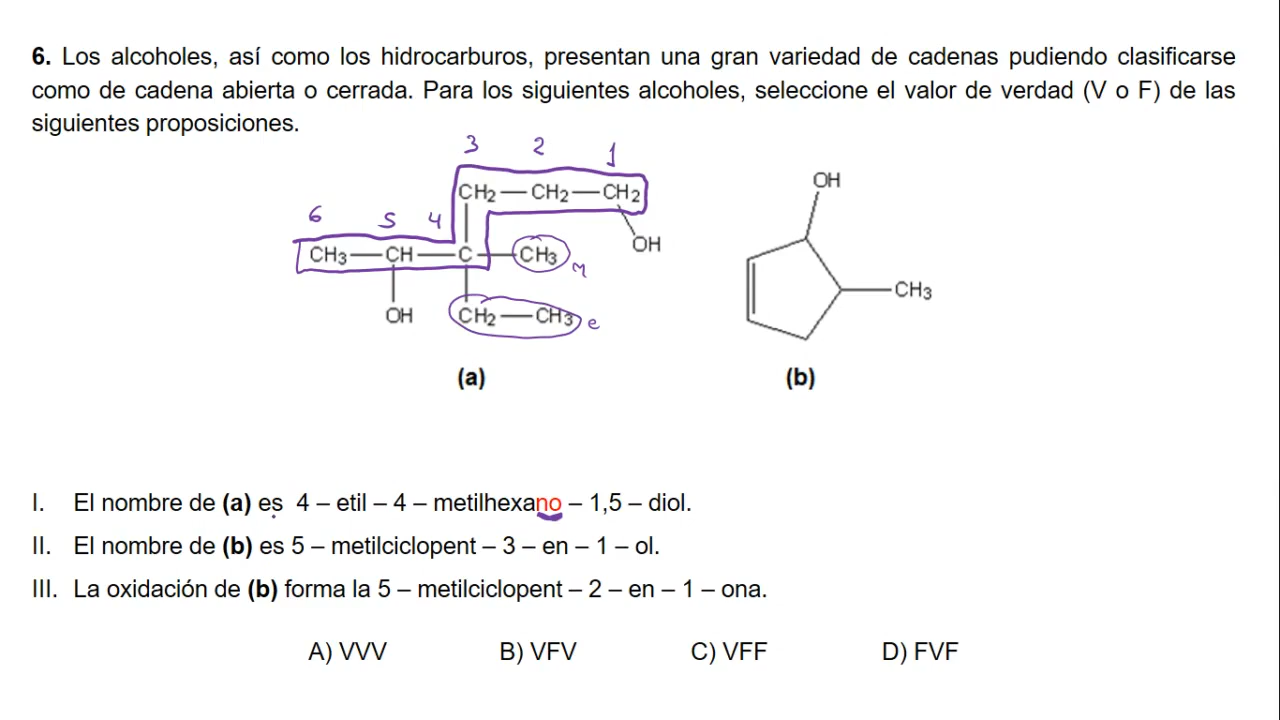 6. Los alcoholes, así como los hidrocarburos, presentan una gran variedad de cadenas pudiendo clasificarse
como de cadena abierta o cerrada. Para los siguientes alcoholes, seleccione el valor de verdad (V o F) de las
siguientes proposiciones.
3 2 1
CH2—CH2—CH2
OH
6 5 4
CH3—CH—C—CH3 M
OH CH2—CH3 e
(a)
OH
CH3
(b)
I. El nombre de (a) es 4 – etil – 4 – metilhexano – 1,5 – diol.
II. El nombre de (b) es 5 – metilciclopent – 3 – en – 1 – ol.
III. La oxidación de (b) forma la 5 – metilciclopent – 2 – en – 1 – ona.
A) VVV B) VFV C) VFF D) FVF